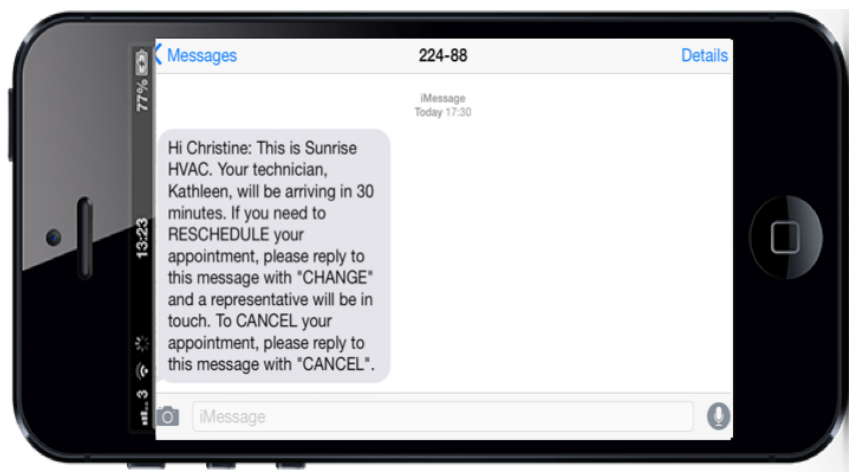 77%
13:23
3
Messages
224-88
Details
iMessage
Today 17:30
Hi Christine: This is Sunrise
HVAC. Your technician,
Kathleen, will be arriving in 30
minutes. If you need to
RESCHEDULE your
appointment, please reply to
this message with "CHANGE"
and a representative will be in
touch. To CANCEL your
appointment, please reply to
this message with "CANCEL".
iMessage